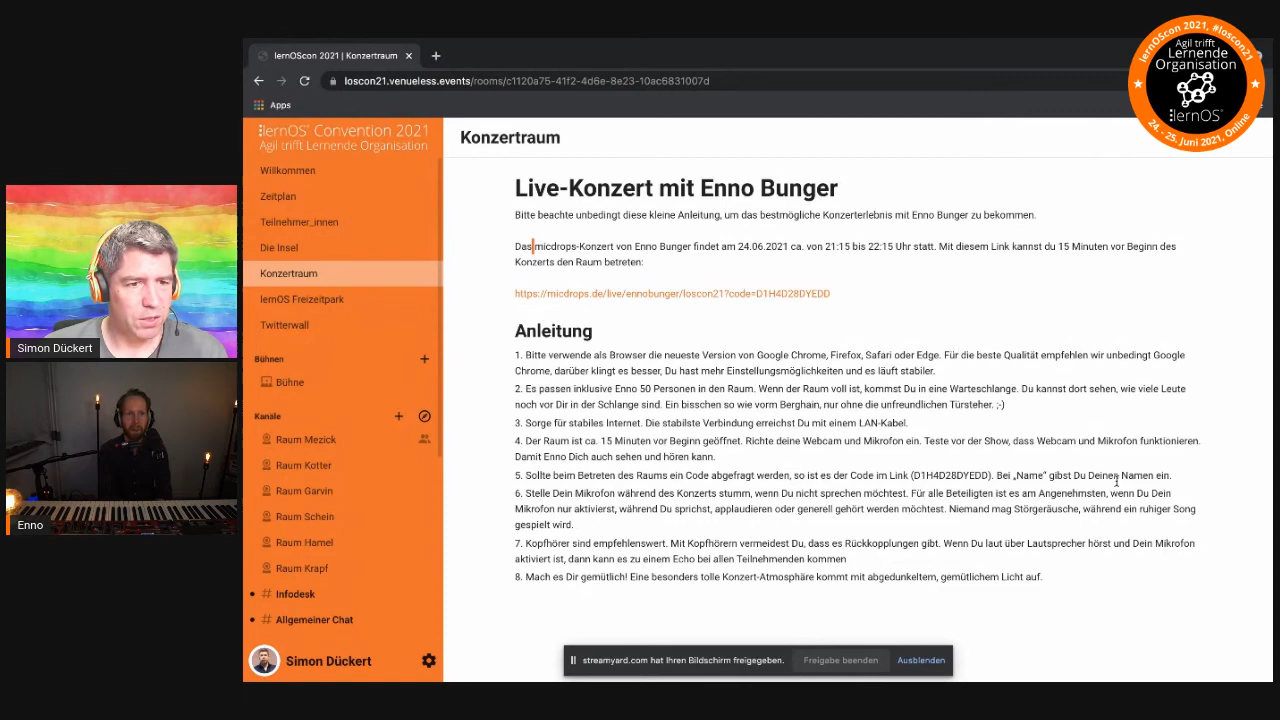 lernOScon 2021 | Konzertraum
loscon21.venueless.events/rooms/c1120a75-41f2-4d6e-8e23-10ac6831007d
Apps
lernOScon 2021, #loscon21
Agil trifft
Lernende
Organisation
lernOS
24. - 25. Juni 2021, Online
lernOS® Convention 2021
Agil trifft Lernende Organisation
Willkommen
Zeitplan
Teilnehmer_innen
Die Insel
Konzertraum
lernOS Freizeitpark
Twitterwall
Bühnen
Bühne
Kanäle
Raum Mezick
Raum Kotter
Raum Garvin
Raum Schein
Raum Hamel
Raum Krapf
# Infodesk
# Allgemeiner Chat
Simon Dückert
Konzertraum
Live-Konzert mit Enno Bunger
Bitte beachte unbedingt diese kleine Anleitung, um das bestmögliche Konzerterlebnis mit Enno Bunger zu bekommen.
Das micdrops-Konzert von Enno Bunger findet am 24.06.2021 ca. von 21:15 bis 22:15 Uhr statt. Mit diesem Link kannst du 15 Minuten vor Beginn des
Konzerts den Raum betreten:
https://micdrops.de/live/ennobunger/loscon21?code=D1H4D28DYEDD
Anleitung
1. Bitte verwende als Browser die neueste Version von Google Chrome, Firefox, Safari oder Edge. Für die beste Qualität empfehlen wir unbedingt Google
Chrome, darüber klingt es besser, Du hast mehr Einstellungsmöglichkeiten und es läuft stabiler.
2. Es passen inklusive Enno 50 Personen in den Raum. Wenn der Raum voll ist, kommst Du in eine Warteschlange. Du kannst dort sehen, wie viele Leute
noch vor Dir in der Schlange sind. Ein bisschen so wie vorm Berghain, nur ohne die unfreundlichen Türsteher. ;-)
3. Sorge für stabiles Internet. Die stabilste Verbindung erreichst Du mit einem LAN-Kabel.
4. Der Raum ist ca. 15 Minuten vor Beginn geöffnet. Richte deine Webcam und Mikrofon ein. Teste vor der Show, dass Webcam und Mikrofon funktionieren.
Damit Enno Dich auch sehen und hören kann.
5. Sollte beim Betreten des Raums ein Code abgefragt werden, so ist es der Code im Link (D1H4D28DYEDD). Bei „Name“ gibst Du Deinen Namen ein.
6. Stelle Dein Mikrofon während des Konzerts stumm, wenn Du nicht sprechen möchtest. Für alle Beteiligten ist es am Angenehmsten, wenn Du Dein
Mikrofon nur aktivierst, während Du sprichst, applaudieren oder generell gehört werden möchtest. Niemand mag Störgeräusche, während ein ruhiger Song
gespielt wird.
7. Kopfhörer sind empfehlenswert. Mit Kopfhörern vermeidest Du, dass es Rückkopplungen gibt. Wenn Du laut über Lautsprecher hörst und Dein Mikrofon
aktiviert ist, dann kann es zu einem Echo bei allen Teilnehmenden kommen
8. Mach es Dir gemütlich! Eine besonders tolle Konzert-Atmosphäre kommt mit abgedunkeltem, gemütlichem Licht auf.
streamyard.com hat Ihren Bildschirm freigegeben.
Freigabe beenden
Ausblenden
Simon Dückert
Enno